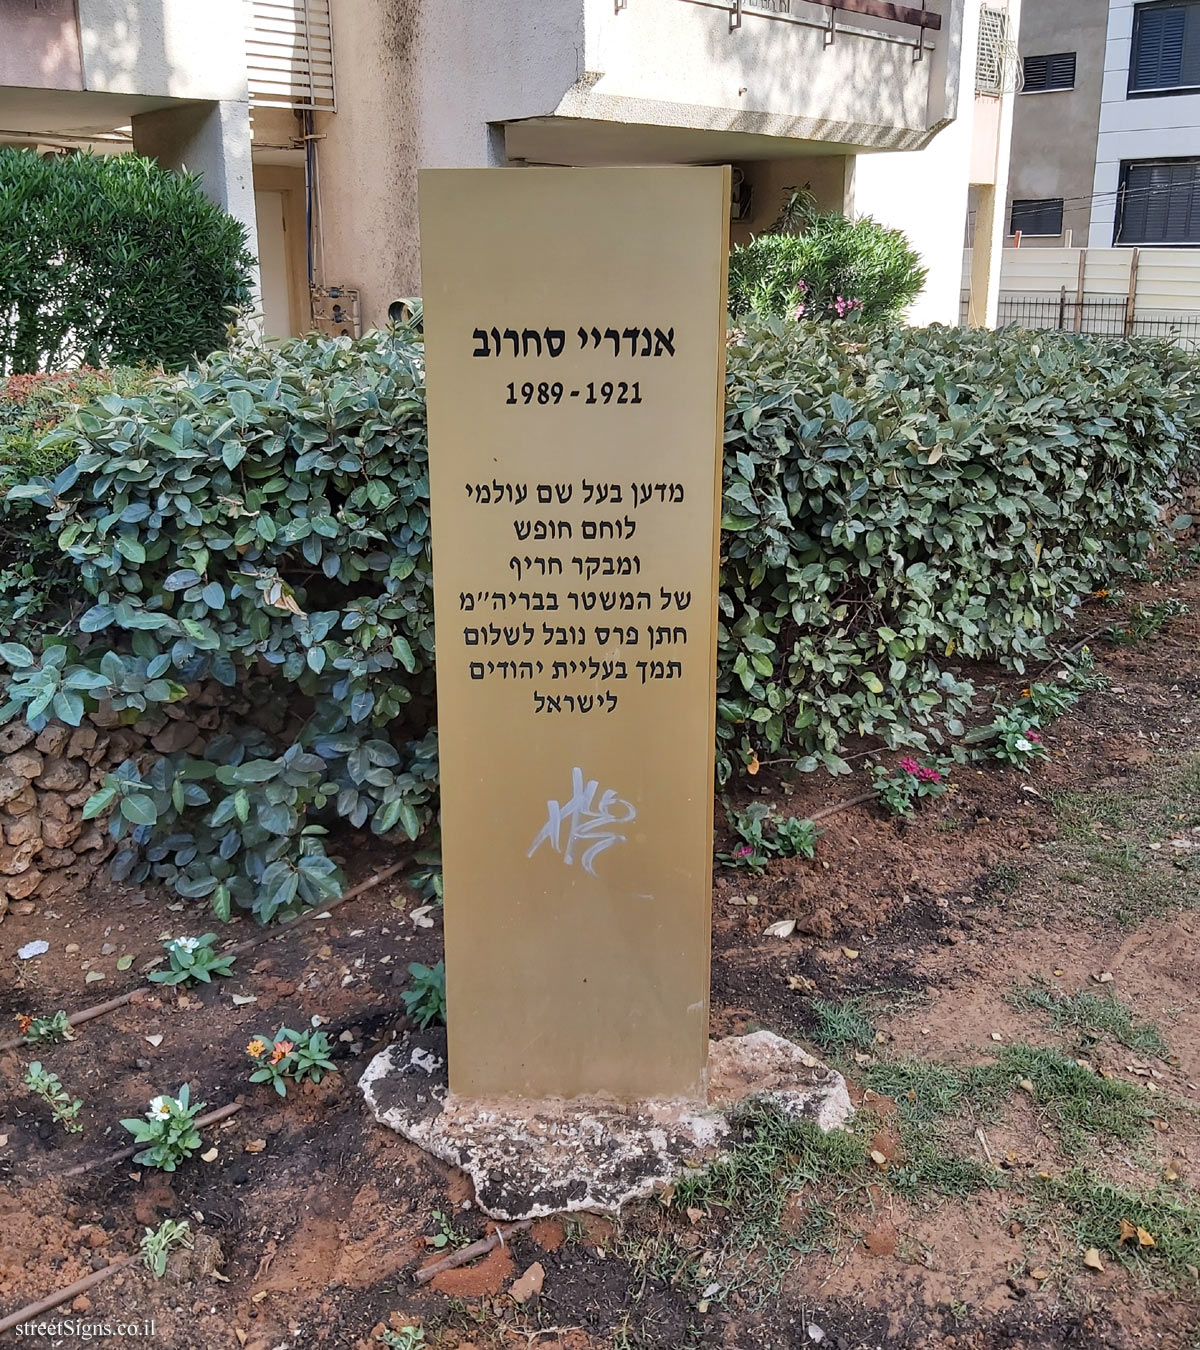 אנדריי סחרוב
1989-1921
מדען בעל שם עולמי
לוחם חופש
ומבקר חריף
של המשטר בבריה״מ
חתן פרס נובל לשלום
תמך בעליית יהודים
לישראל
streetSigns.co.il